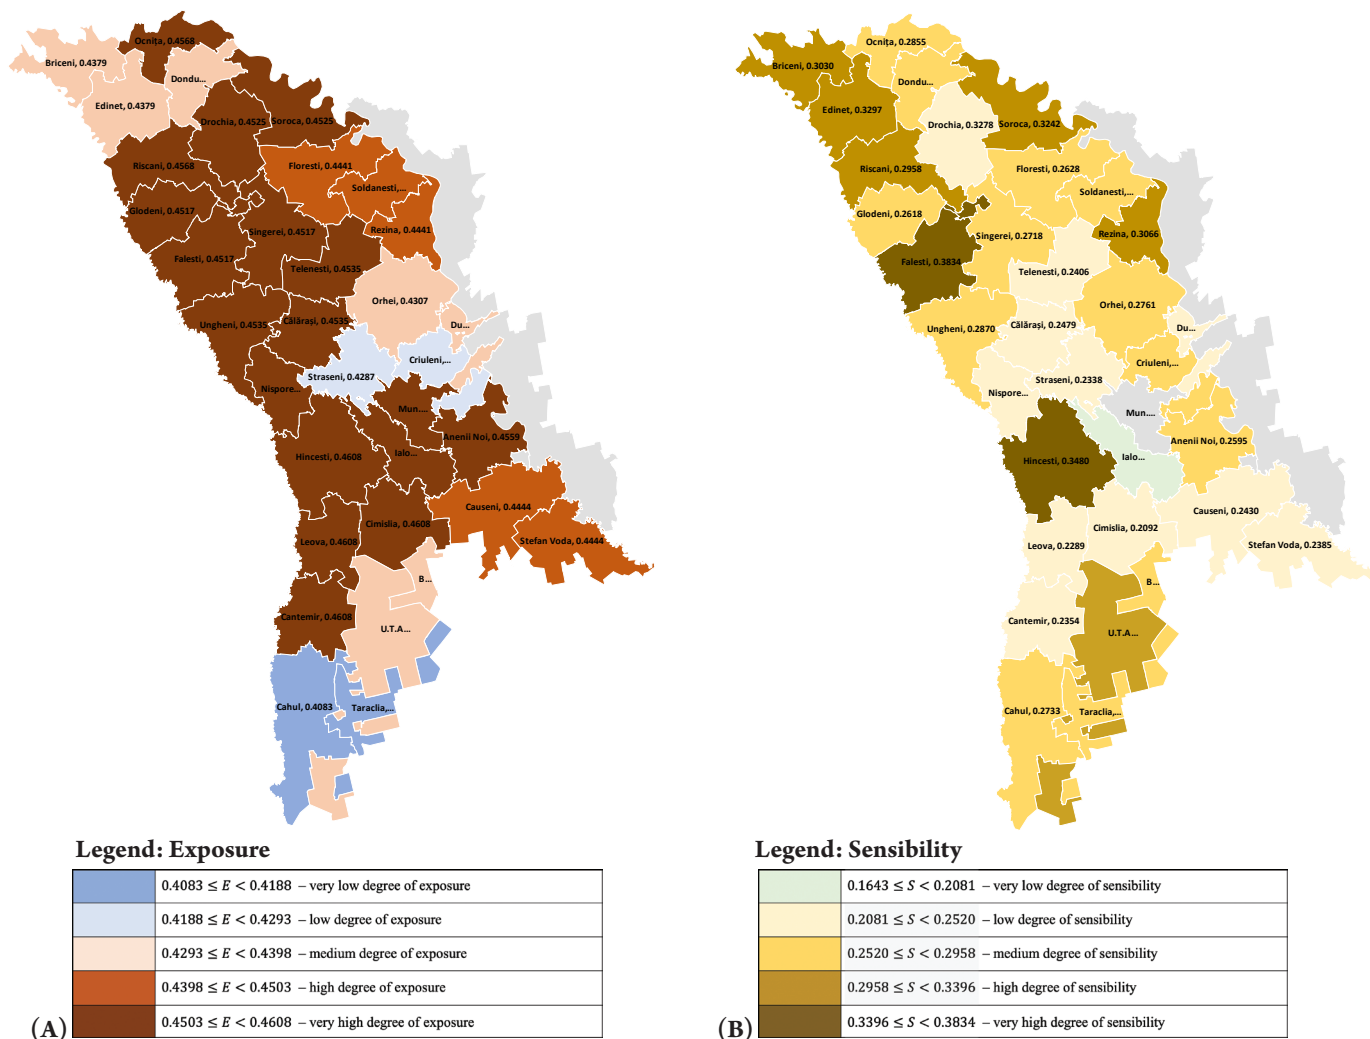 Ocnița, 0.4568
Briceni, 0.4379
Dondu...
Edinet, 0.4379
Drochia, 0.4525
Soroca, 0.4525
Riscani, 0.4568
Floresti, 0.4441
Soldanesti,...
Glodeni, 0.4517
Singerei, 0.4517
Rezina, 0.4441
Falesti, 0.4517
Telenesti, 0.4535
Orhei, 0.4307
Ungheni, 0.4535
Călărași, 0.4535
Du...
Criuleni,...
Straseni, 0.4287
Nispore...
Mun....
Anenii Noi, 0.4559
Hincesti, 0.4608
Ialo...
Causeni, 0.4444
Cimislia, 0.4608
Leova, 0.4608
Stefan Voda, 0.4444
B...
Cantemir, 0.4608
U.T.A...
Cahul, 0.4083
Taraclia,...
Legend: Exposure
0.4083 ≤ E < 0.4188 – very low degree of exposure
0.4188 ≤ E < 0.4293 – low degree of exposure
0.4293 ≤ E < 0.4398 – medium degree of exposure
0.4398 ≤ E < 0.4503 – high degree of exposure
0.4503 ≤ E < 0.4608 – very high degree of exposure
(A)
Ocnița, 0.2855
Briceni, 0.3030
Dondu...
Edinet, 0.3297
Drochia, 0.3278
Soroca, 0.3242
Riscani, 0.2958
Floresti, 0.2628
Soldanesti,...
Glodeni, 0.2618
Singerei, 0.2718
Rezina, 0.3066
Falesti, 0.3834
Telenesti, 0.2406
Orhei, 0.2761
Ungheni, 0.2870
Călărași, 0.2479
Du...
Criuleni,...
Straseni, 0.2338
Nispore...
Mun....
Anenii Noi, 0.2595
Hincesti, 0.3480
Ialo...
Causeni, 0.2430
Cimislia, 0.2092
Leova, 0.2289
Stefan Voda, 0.2385
B...
Cantemir, 0.2354
U.T.A...
Cahul, 0.2733
Taraclia,...
Legend: Sensibility
0.1643 ≤ S < 0.2081 – very low degree of sensibility
0.2081 ≤ S < 0.2520 – low degree of sensibility
0.2520 ≤ S < 0.2958 – medium degree of sensibility
0.2958 ≤ S < 0.3396 – high degree of sensibility
0.3396 ≤ S < 0.3834 – very high degree of sensibility
(B)